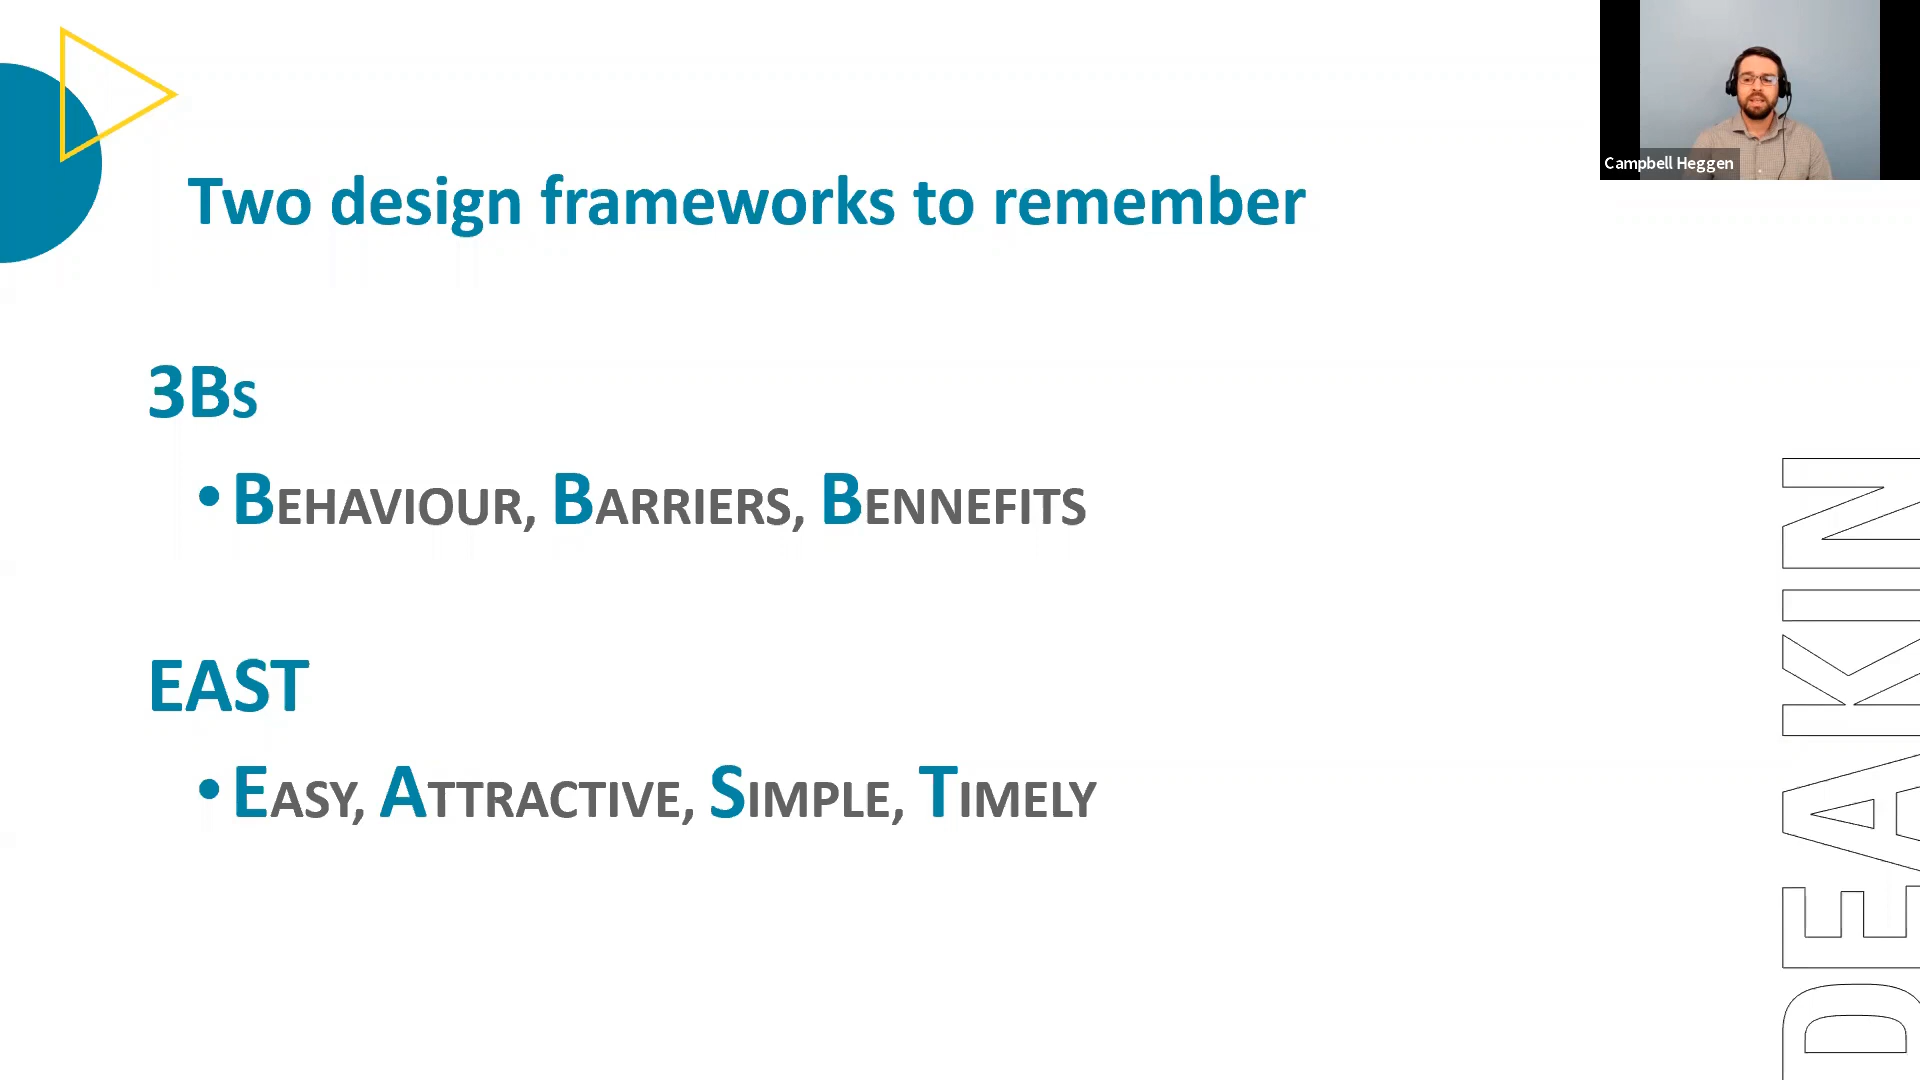 Campbell Heggen
Two design frameworks to remember
3Bs
• BEHAVIOUR, BARRIERS, BENNEFITS
EAST
• EASY, ATTRACTIVE, SIMPLE, TIMELY
DEAKIN